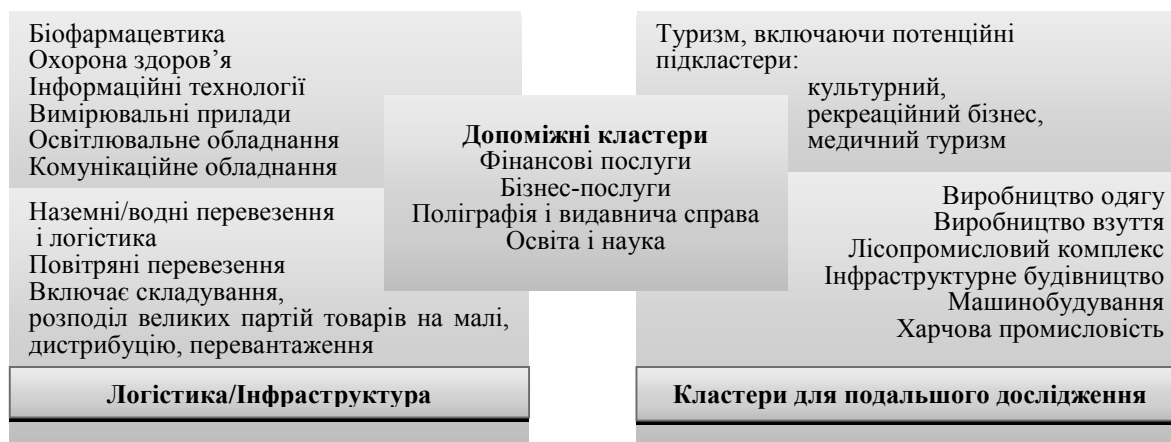 Біофармацевтика
Охорона здоров’я
Інформаційні технології
Вимірювальні прилади
Освітлювальне обладнання
Комунікаційне обладнання
Туризм, включаючи потенційні
підкластери:
культурний,
рекреаційний бізнес,
медичний туризм
Допоміжні кластери
Фінансові послуги
Бізнес-послуги
Поліграфія і видавнича справа
Освіта і наука
Наземні/водні перевезення
і логістика
Повітряні перевезення
Включає складування,
розподіл великих партій товарів на малі,
дистрибуцію, перевантаження
Виробництво одягу
Виробництво взуття
Лісопромисловий комплекс
Інфраструктурне будівництво
Машинобудування
Харчова промисловість
Логістика/Інфраструктура
Кластери для подальшого дослідження